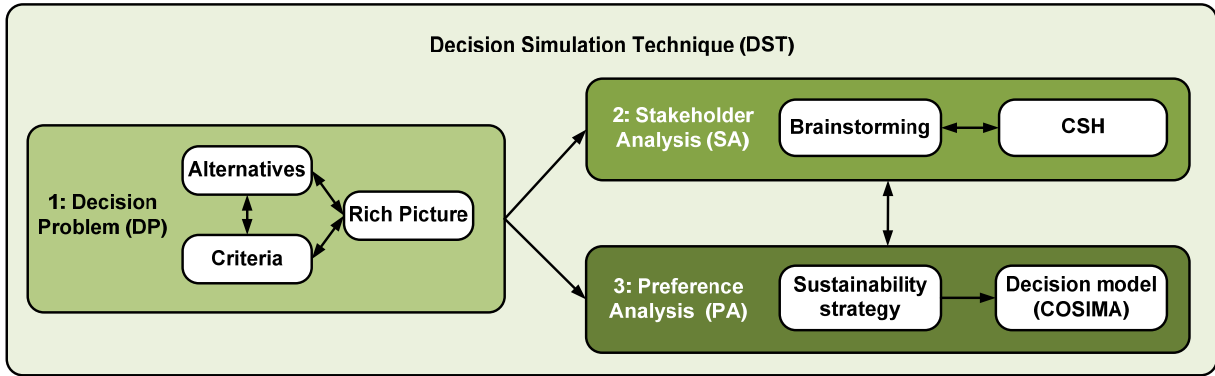 Decision Simulation Technique (DST)
1: Decision
Problem (DP)
Alternatives
Criteria
Rich Picture
2: Stakeholder
Analysis (SA)
Brainstorming
CSH
3: Preference
Analysis (PA)
Sustainability
strategy
Decision model
(COSIMA)